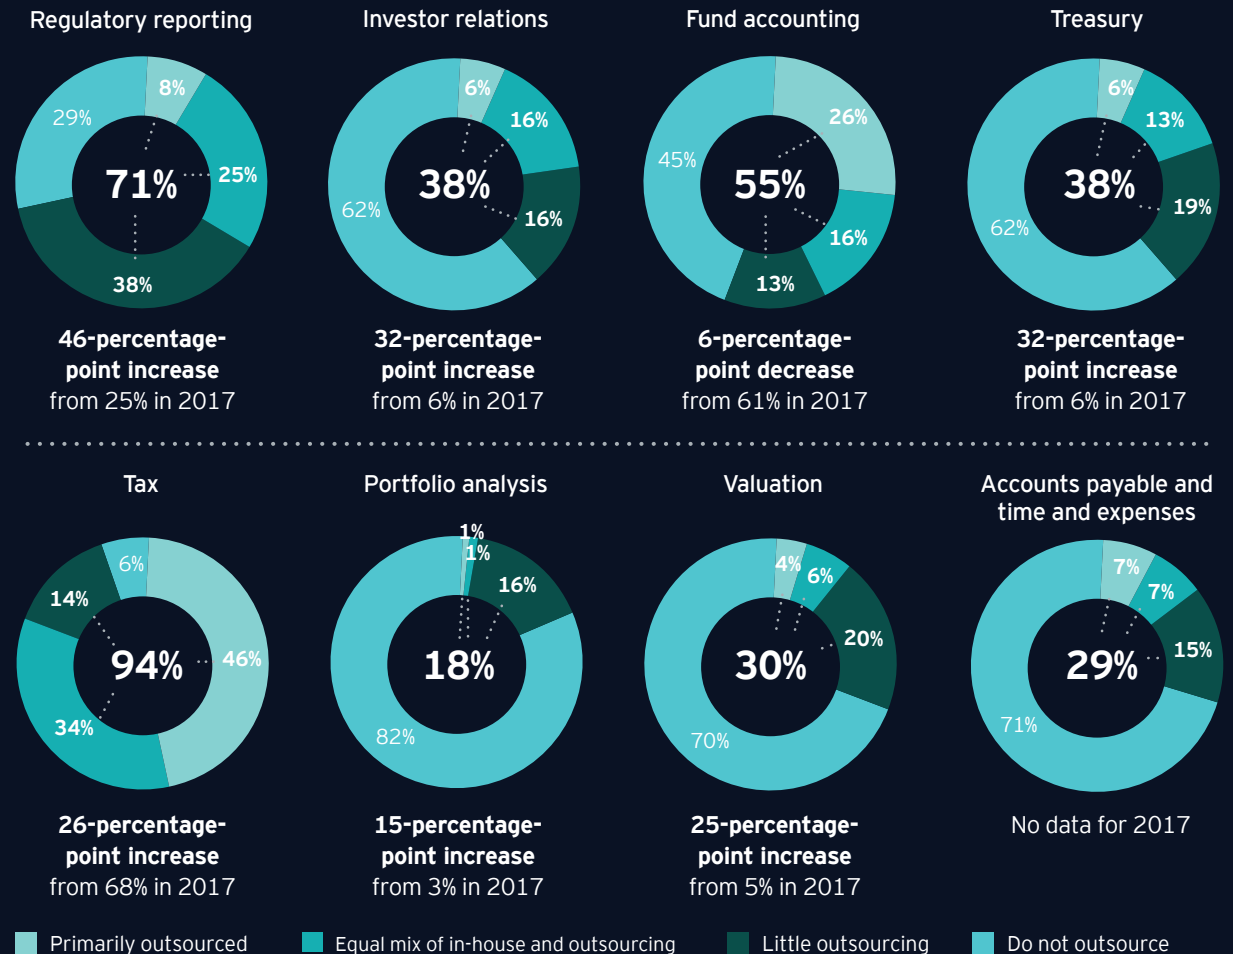 Regulatory reporting
8%
29%
25%
71%
38%
46-percentage-
point increase
from 25% in 2017
Investor relations
6%
16%
38%
62%
16%
32-percentage-
point increase
from 6% in 2017
Fund accounting
26%
45%
55%
16%
13%
6-percentage-
point decrease
from 61% in 2017
Treasury
6%
13%
38%
19%
62%
32-percentage-
point increase
from 6% in 2017
Tax
6%
14%
94%
46%
34%
26-percentage-
point increase
from 68% in 2017
Portfolio analysis
1%
1%
16%
18%
82%
15-percentage-
point increase
from 3% in 2017
Valuation
4%
6%
20%
30%
70%
25-percentage-
point increase
from 5% in 2017
Accounts payable and
time and expenses
7%
7%
15%
29%
71%
No data for 2017
Primarily outsourced
Equal mix of in-house and outsourcing
Little outsourcing
Do not outsource